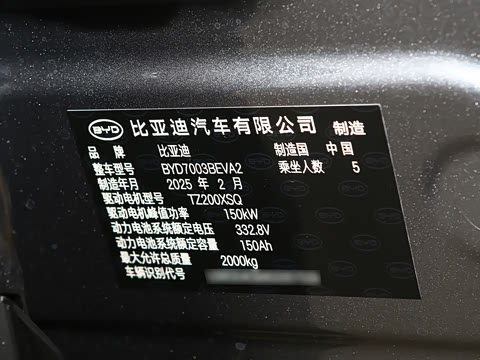 BYD 比亚迪汽车有限公司 制造
品 牌 比亚迪 制造国 中国
整车型号 BYD7003BEVA2 乘坐人数 5
制造年月 2025 年 2 月
驱动电机型号 TZ200XSQ
驱动电机峰值功率 150kW
动力电池系统额定电压 332.8V
动力电池系统额定容量 150Ah
最大允许总质量 2000kg
车辆识别代号